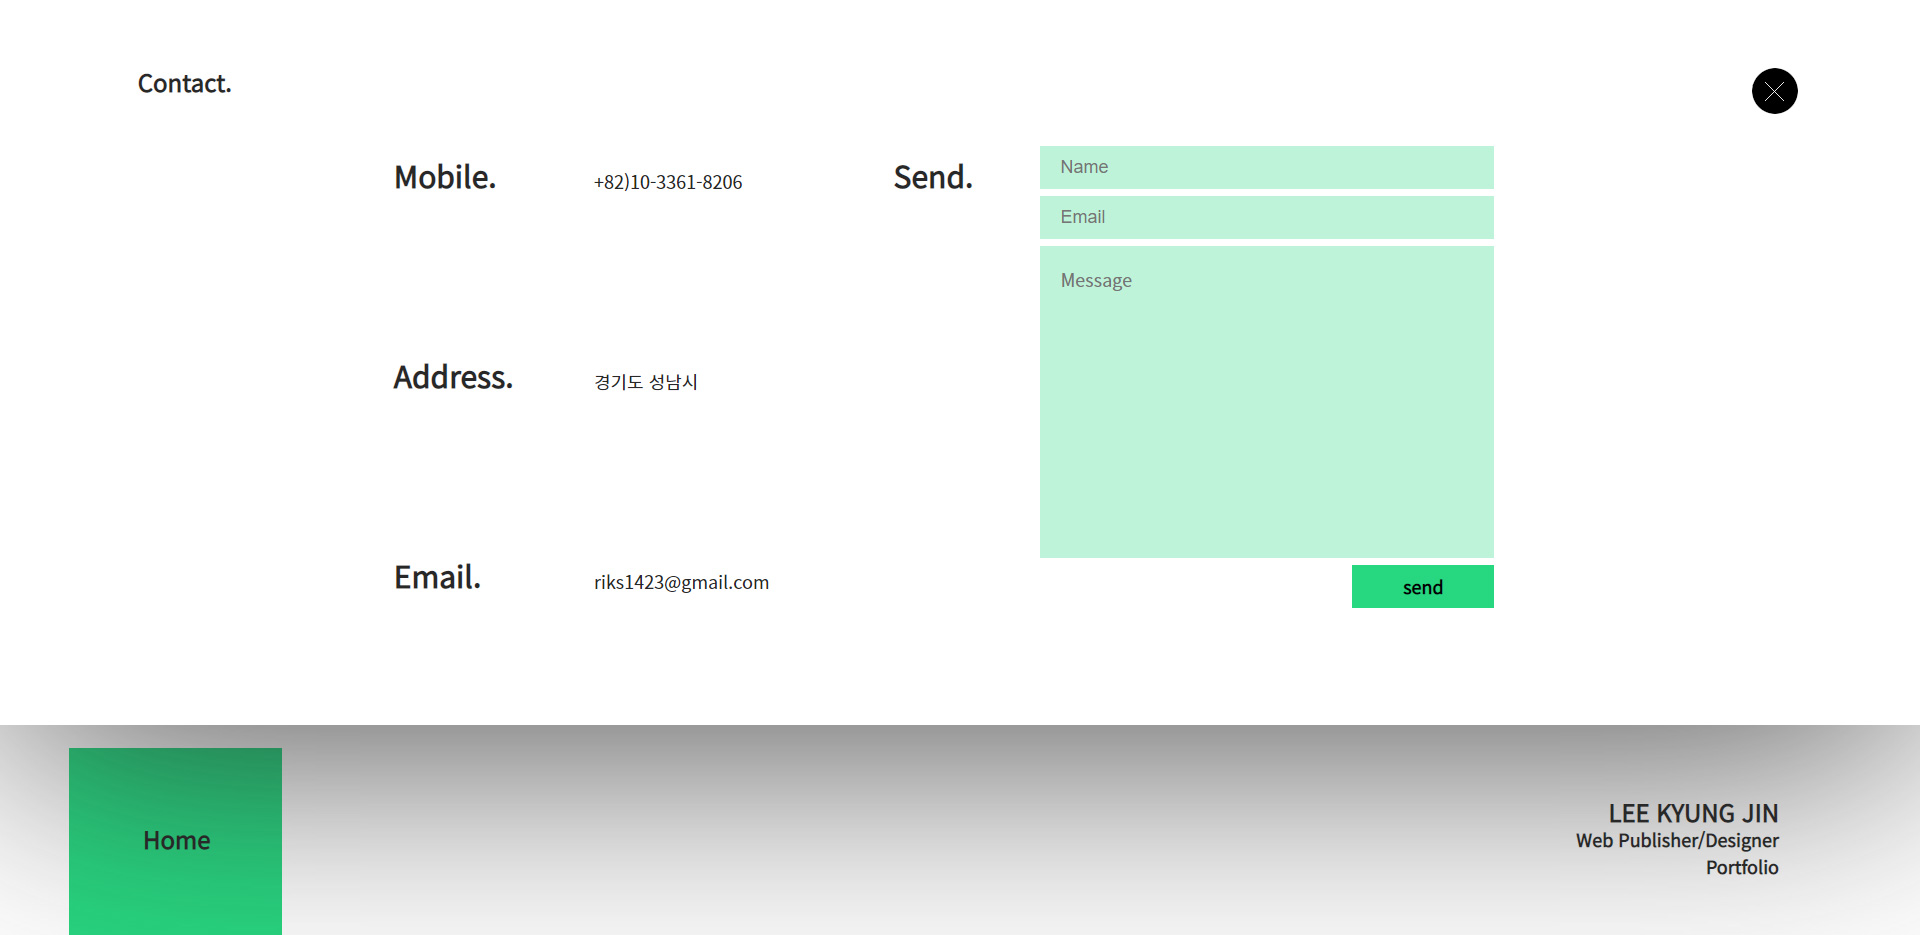 Contact.
Mobile.
+82)10-3361-8206
Address.
경기도 성남시
Email.
riks1423@gmail.com
Send.
Name
Email
Message
send
Home
LEE KYUNG JIN
Web Publisher/Designer
Portfolio